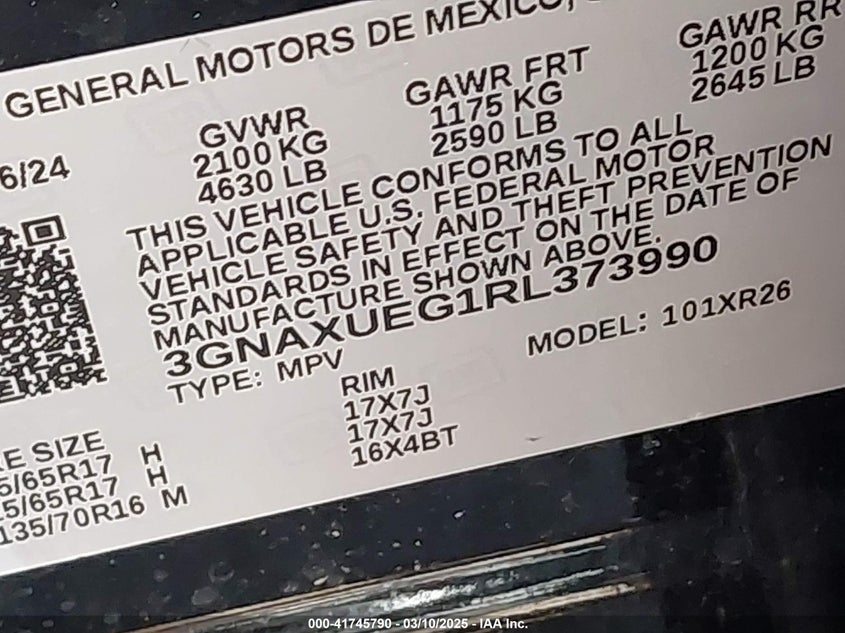 GENERAL MOTORS DE MEXICO,
6/24
GVWR
2100 KG
4630 LB
GAWR FRT
1175 KG
2590 LB
GAWR RR
1200 KG
2645 LB
THIS VEHICLE CONFORMS TO ALL
APPLICABLE U.S. FEDERAL MOTOR
VEHICLE SAFETY AND THEFT PREVENTION
STANDARDS IN EFFECT ON THE DATE OF
MANUFACTURE SHOWN ABOVE.
3GNAXUEG1RL373990
TYPE: MPV
MODEL: 101XR26
E SIZE
5/65R17 H
5/65R17 H
135/70R16 M
RIM
17X7J
17X7J
16X4BT
000-41745790 - 03/10/2025 - IAA Inc.